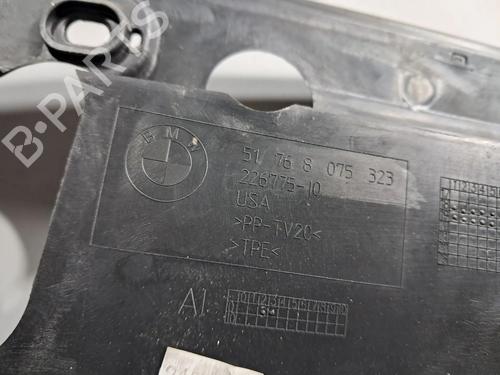 B-PARTS
BMW
51 76 8 075 323
226775-10
USA
>PP-TV20<
>TPE<
A1